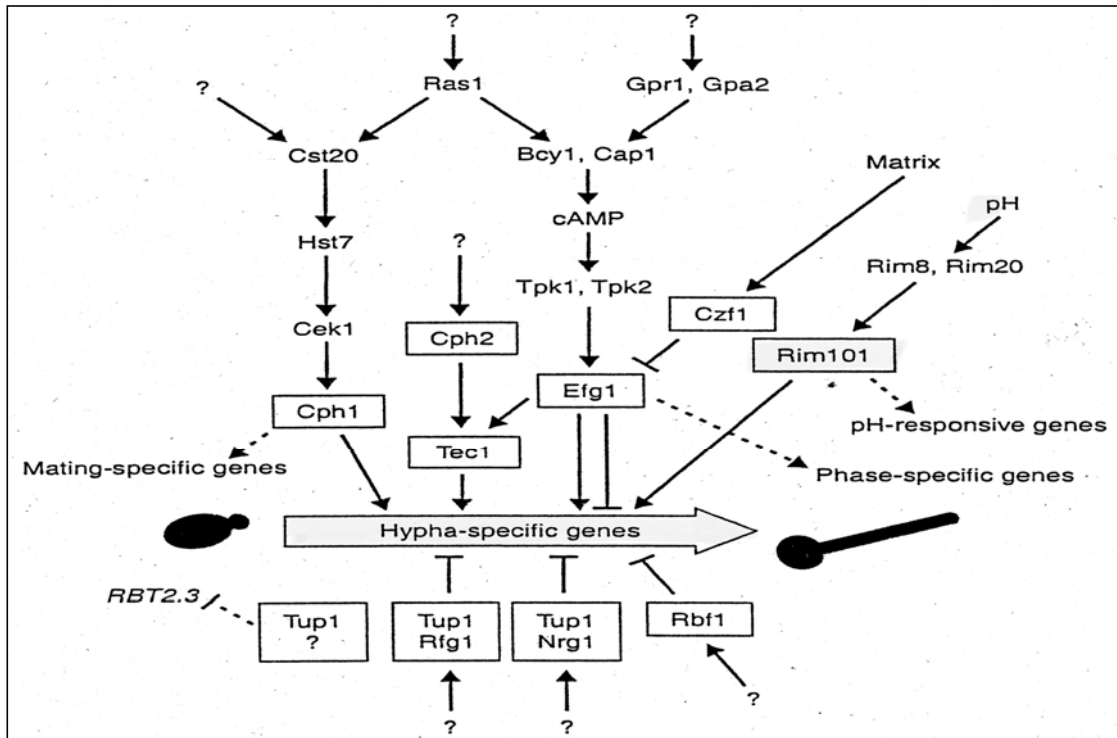 ?
?
?
Ras1
Gpr1, Gpa2
?
Cst20
Bcy1, Cap1
Matrix
cAMP
pH
Hst7
?
Rim8, Rim20
Tpk1, Tpk2
Czf1
Cek1
Cph2
Rim101
Efg1
Cph1
pH-responsive genes
Tec1
Mating-specific genes
Phase-specific genes
Hypha-specific genes
RBT2.3
Tup1
?
Tup1
Rfg1
Tup1
Nrg1
Rbf1
?
?
?